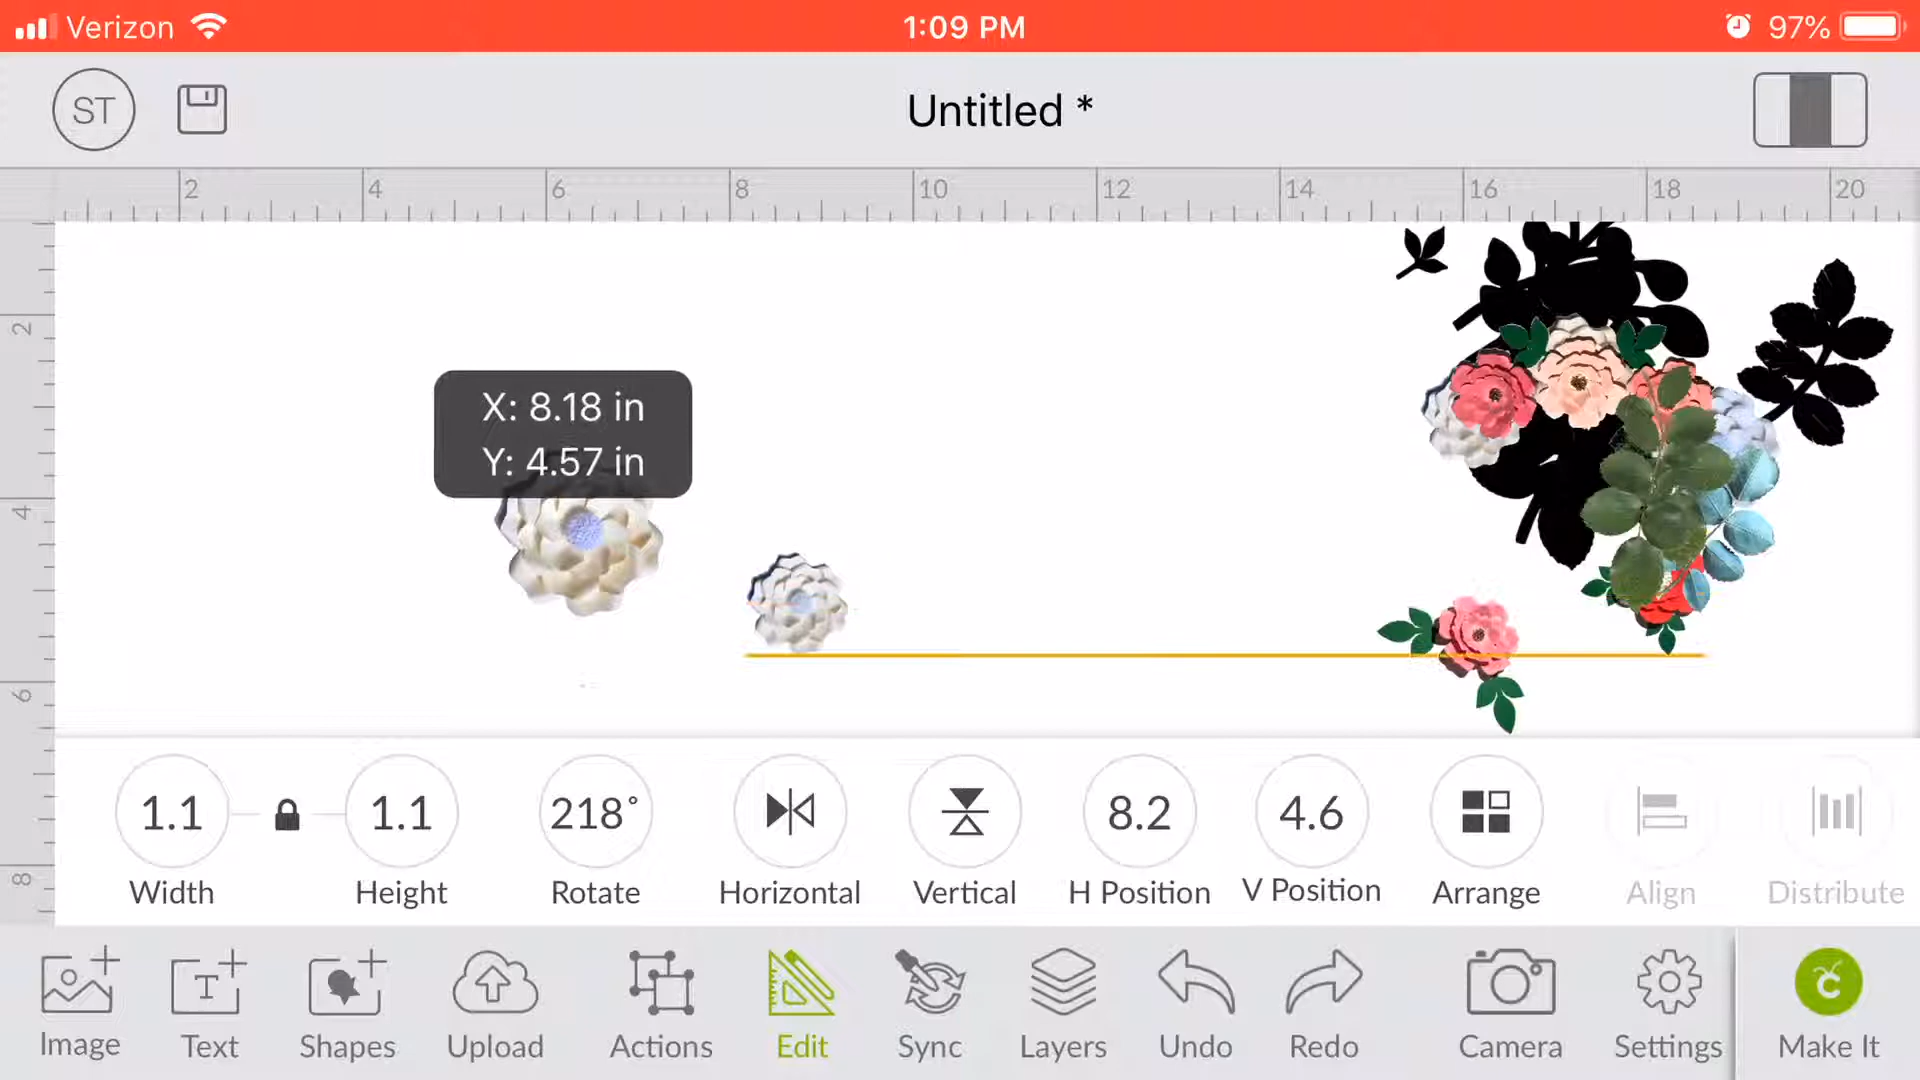 Verizon 1:09 PM 97%
ST Untitled *
2 4 6 8 10 12 14 16 18 20
2
4
6
8
X: 8.18 in
Y: 4.57 in
1.1 1.1 218° 8.2 4.6
Width Height Rotate Horizontal Vertical H Position V Position Arrange Align Distribute
T
Image Text Shapes Upload Actions Edit Sync Layers Undo Redo Camera Settings Make It